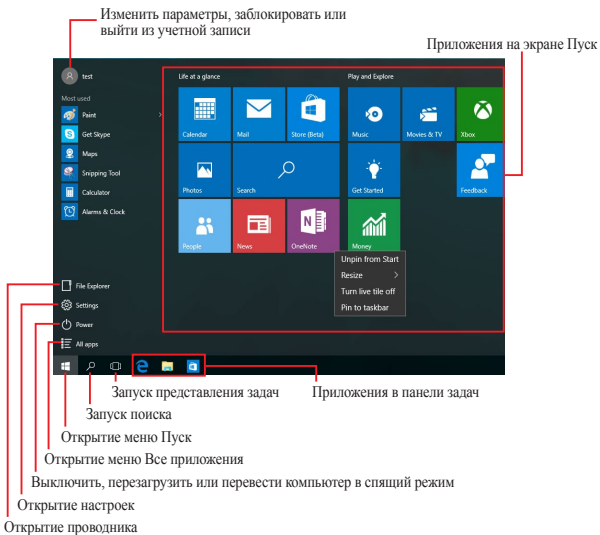 Изменить параметры, заблокировать или
выйти из учетной записи
Приложения на экране Пуск
test
Life at a glance
Play and Explore
Most used
Paint
Get Skype
Maps
Snipping Tool
Calculator
Alarms & Clock
Calendar
Mail
Store (Beta)
Music
Movies & TV
Xbox
Photos
Search
Get Started
Feedback
People
News
OneNote
Money
Unpin from Start
Resize
Turn live tile off
Pin to taskbar
File Explorer
Settings
Power
All apps
Запуск представления задач
Приложения в панели задач
Запуск поиска
Открытие меню Пуск
Открытие меню Все приложения
Выключить, перезагрузить или перевести компьютер в спящий режим
Открытие настроек
Открытие проводника